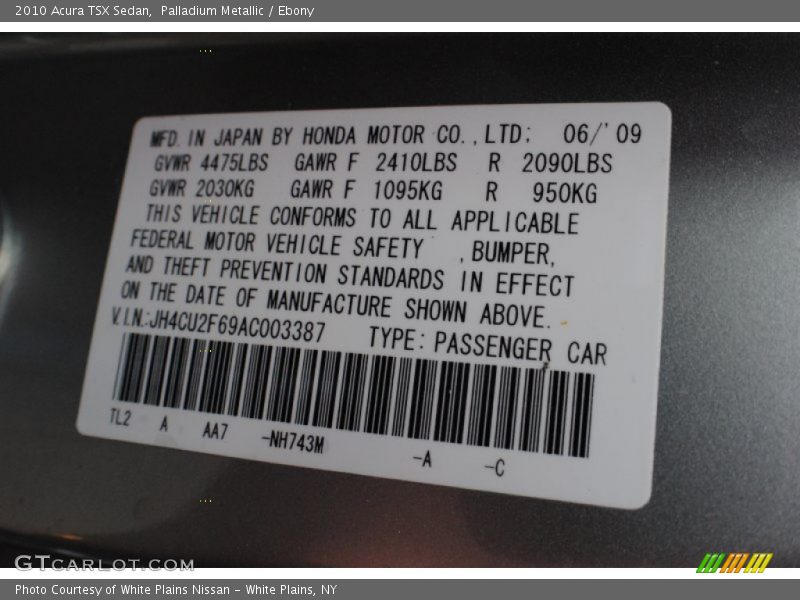 2010 Acura TSX Sedan,  Palladium Metallic / Ebony
MFD. IN JAPAN BY HONDA MOTOR CO., LTD; 06/'09
GVWR 4475LBS GAWR F 2410LBS R 2090LBS
GVWR 2030KG GAWR F 1095KG R 950KG
THIS VEHICLE CONFORMS TO ALL APPLICABLE
FEDERAL MOTOR VEHICLE SAFETY , BUMPER,
AND THEFT PREVENTION STANDARDS IN EFFECT
ON THE DATE OF MANUFACTURE SHOWN ABOVE.
V.I.N.:JH4CU2F69AC003387 TYPE: PASSENGER CAR
TL2 A AA7 -NH743M -A -C
GTCARLOT.COM
Photo Courtesy of White Plains Nissan - White Plains, NY